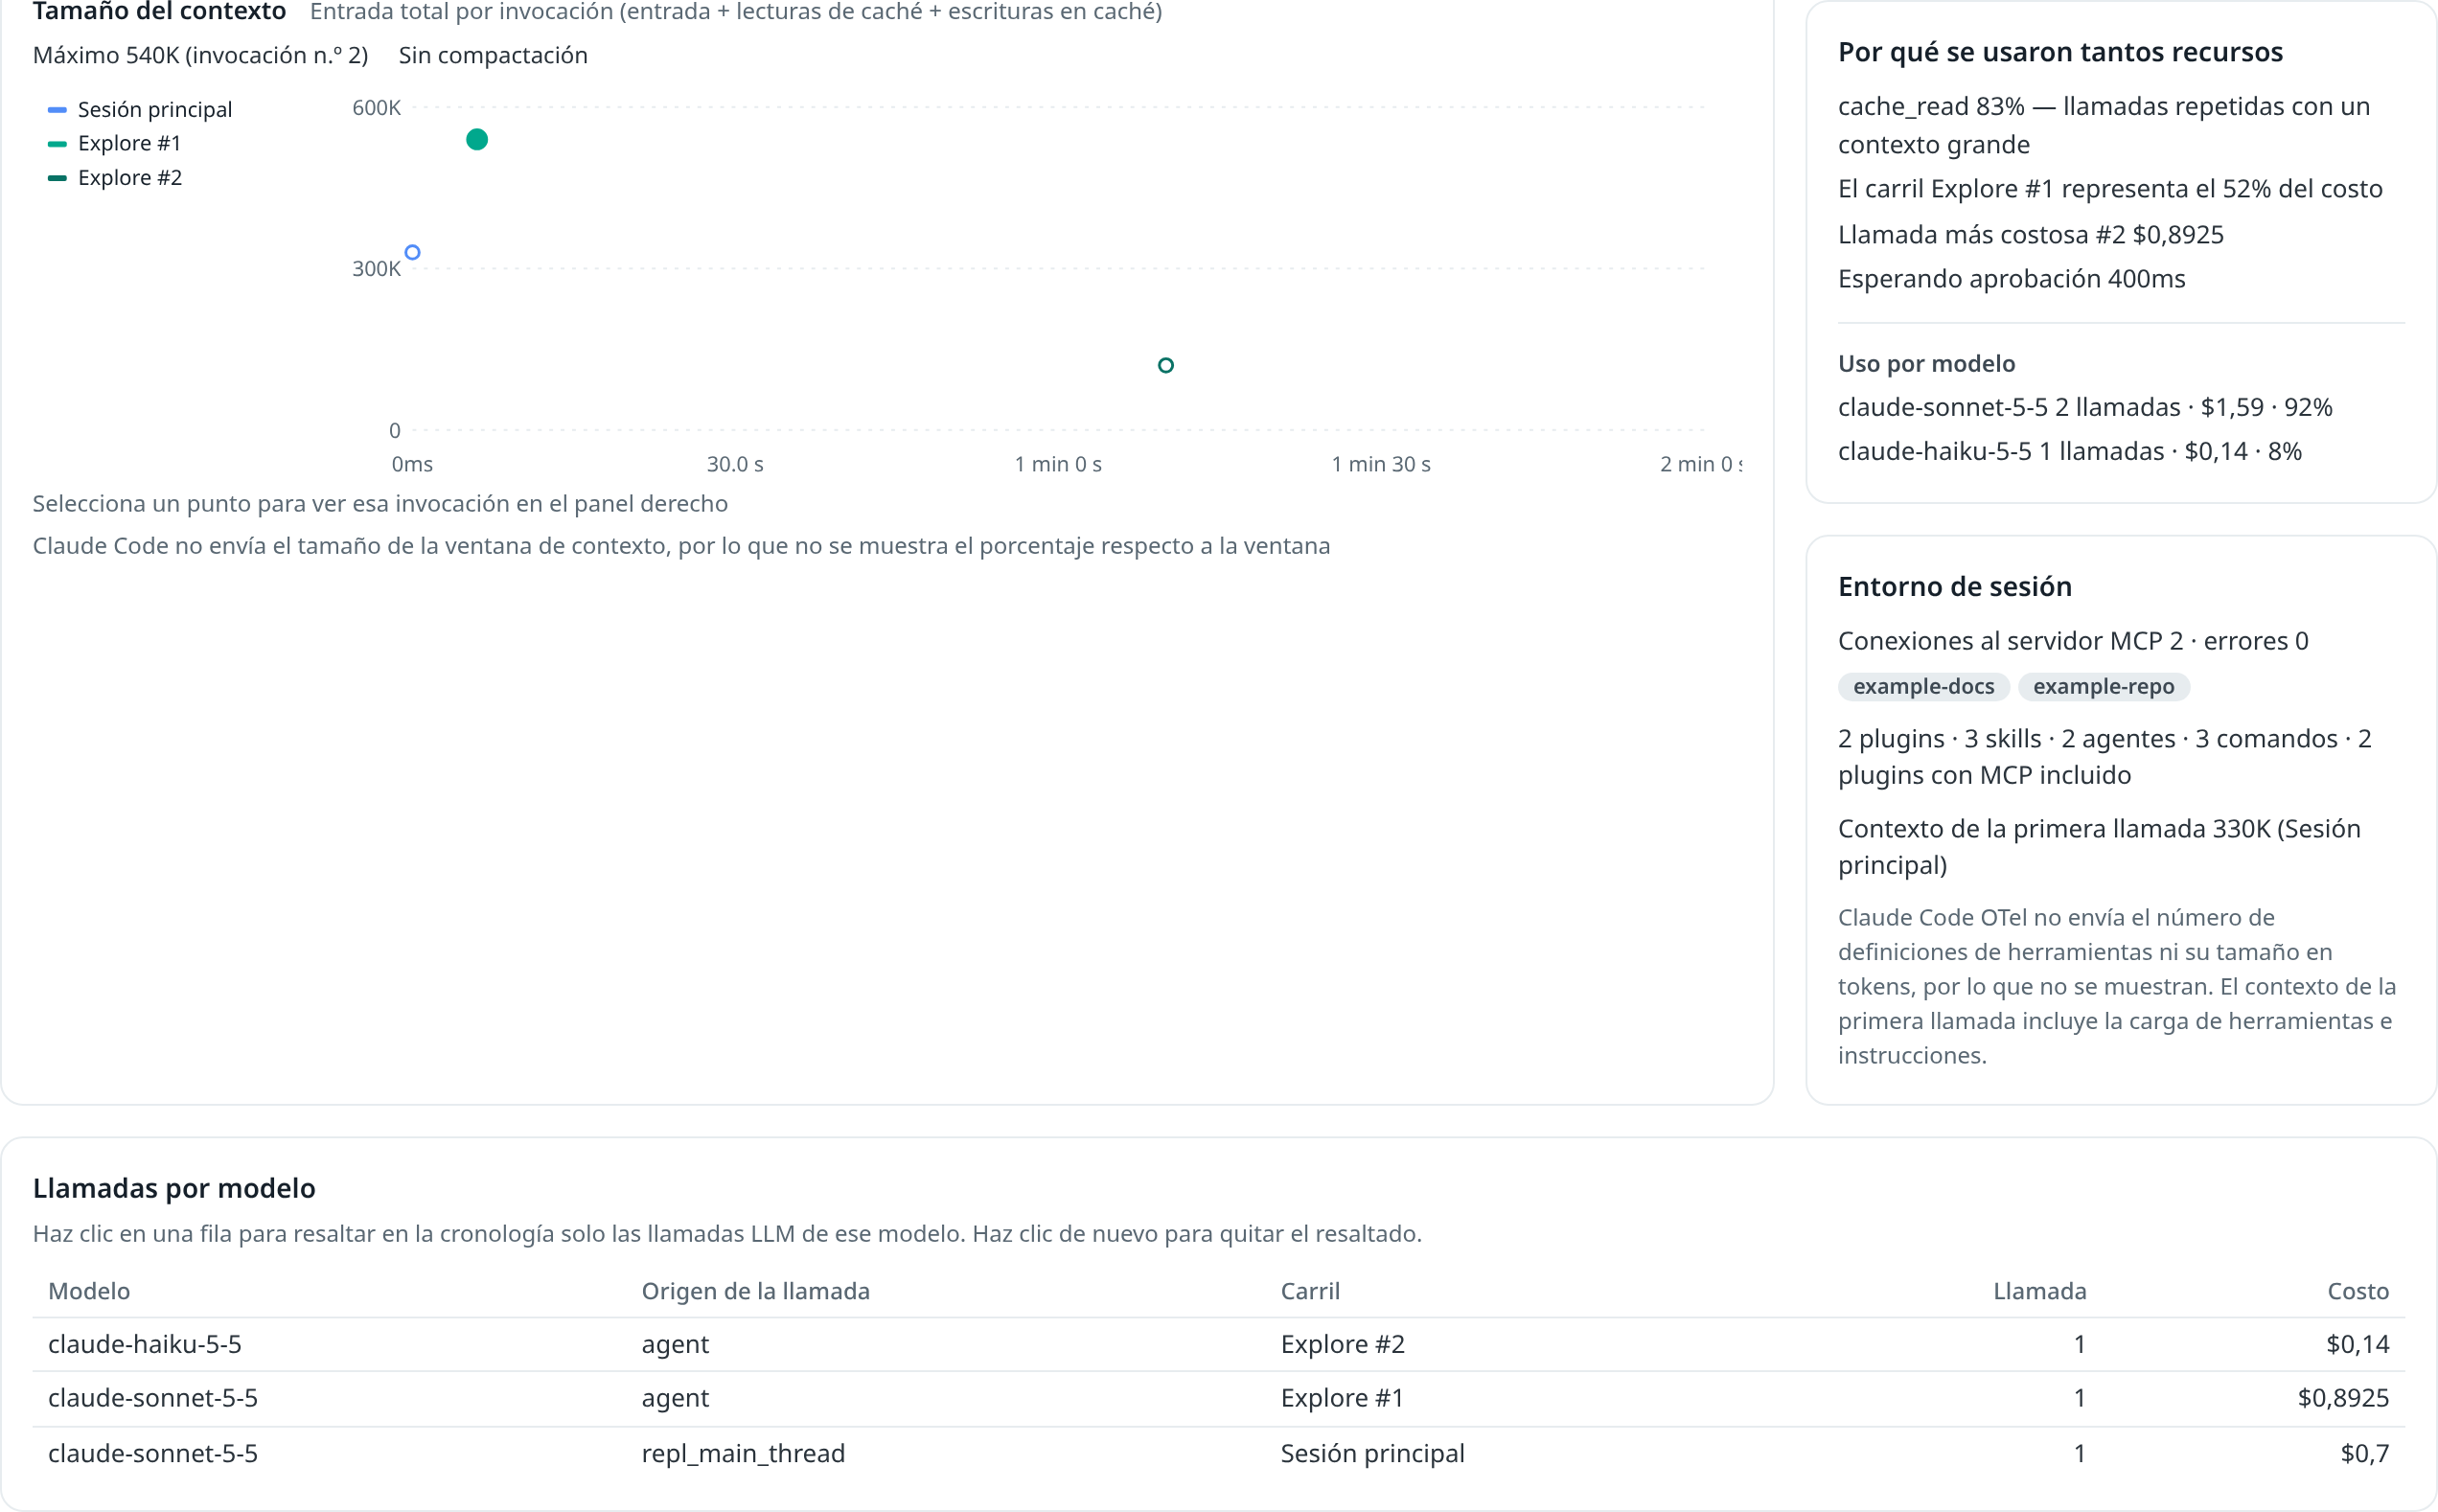 Tamaño del contexto Entrada total por invocación (entrada + lecturas de caché + escrituras en caché)
Máximo 540K (invocación n.º 2) Sin compactación
Sesión principal
Explore #1
Explore #2
600K
300K
0
0ms 30.0 s 1 min 0 s 1 min 30 s 2 min 0 s
Selecciona un punto para ver esa invocación en el panel derecho
Claude Code no envía el tamaño de la ventana de contexto, por lo que no se muestra el porcentaje respecto a la ventana
Por qué se usaron tantos recursos
cache_read 83% — llamadas repetidas con un
contexto grande
El carril Explore #1 representa el 52% del costo
Llamada más costosa #2 $0,8925
Esperando aprobación 400ms
Uso por modelo
claude-sonnet-5-5 2 llamadas · $1,59 · 92%
claude-haiku-5-5 1 llamadas · $0,14 · 8%
Entorno de sesión
Conexiones al servidor MCP 2 · errores 0
example-docs example-repo
2 plugins · 3 skills · 2 agentes · 3 comandos · 2
plugins con MCP incluido
Contexto de la primera llamada 330K (Sesión
principal)
Claude Code OTel no envía el número de
definiciones de herramientas ni su tamaño en
tokens, por lo que no se muestran. El contexto de la
primera llamada incluye la carga de herramientas e
instrucciones.
Llamadas por modelo
Haz clic en una fila para resaltar en la cronología solo las llamadas LLM de ese modelo. Haz clic de nuevo para quitar el resaltado.
Modelo Origen de la llamada Carril Llamada Costo
claude-haiku-5-5 agent Explore #2 1 $0,14
claude-sonnet-5-5 agent Explore #1 1 $0,8925
claude-sonnet-5-5 repl_main_thread Sesión principal 1 $0,7